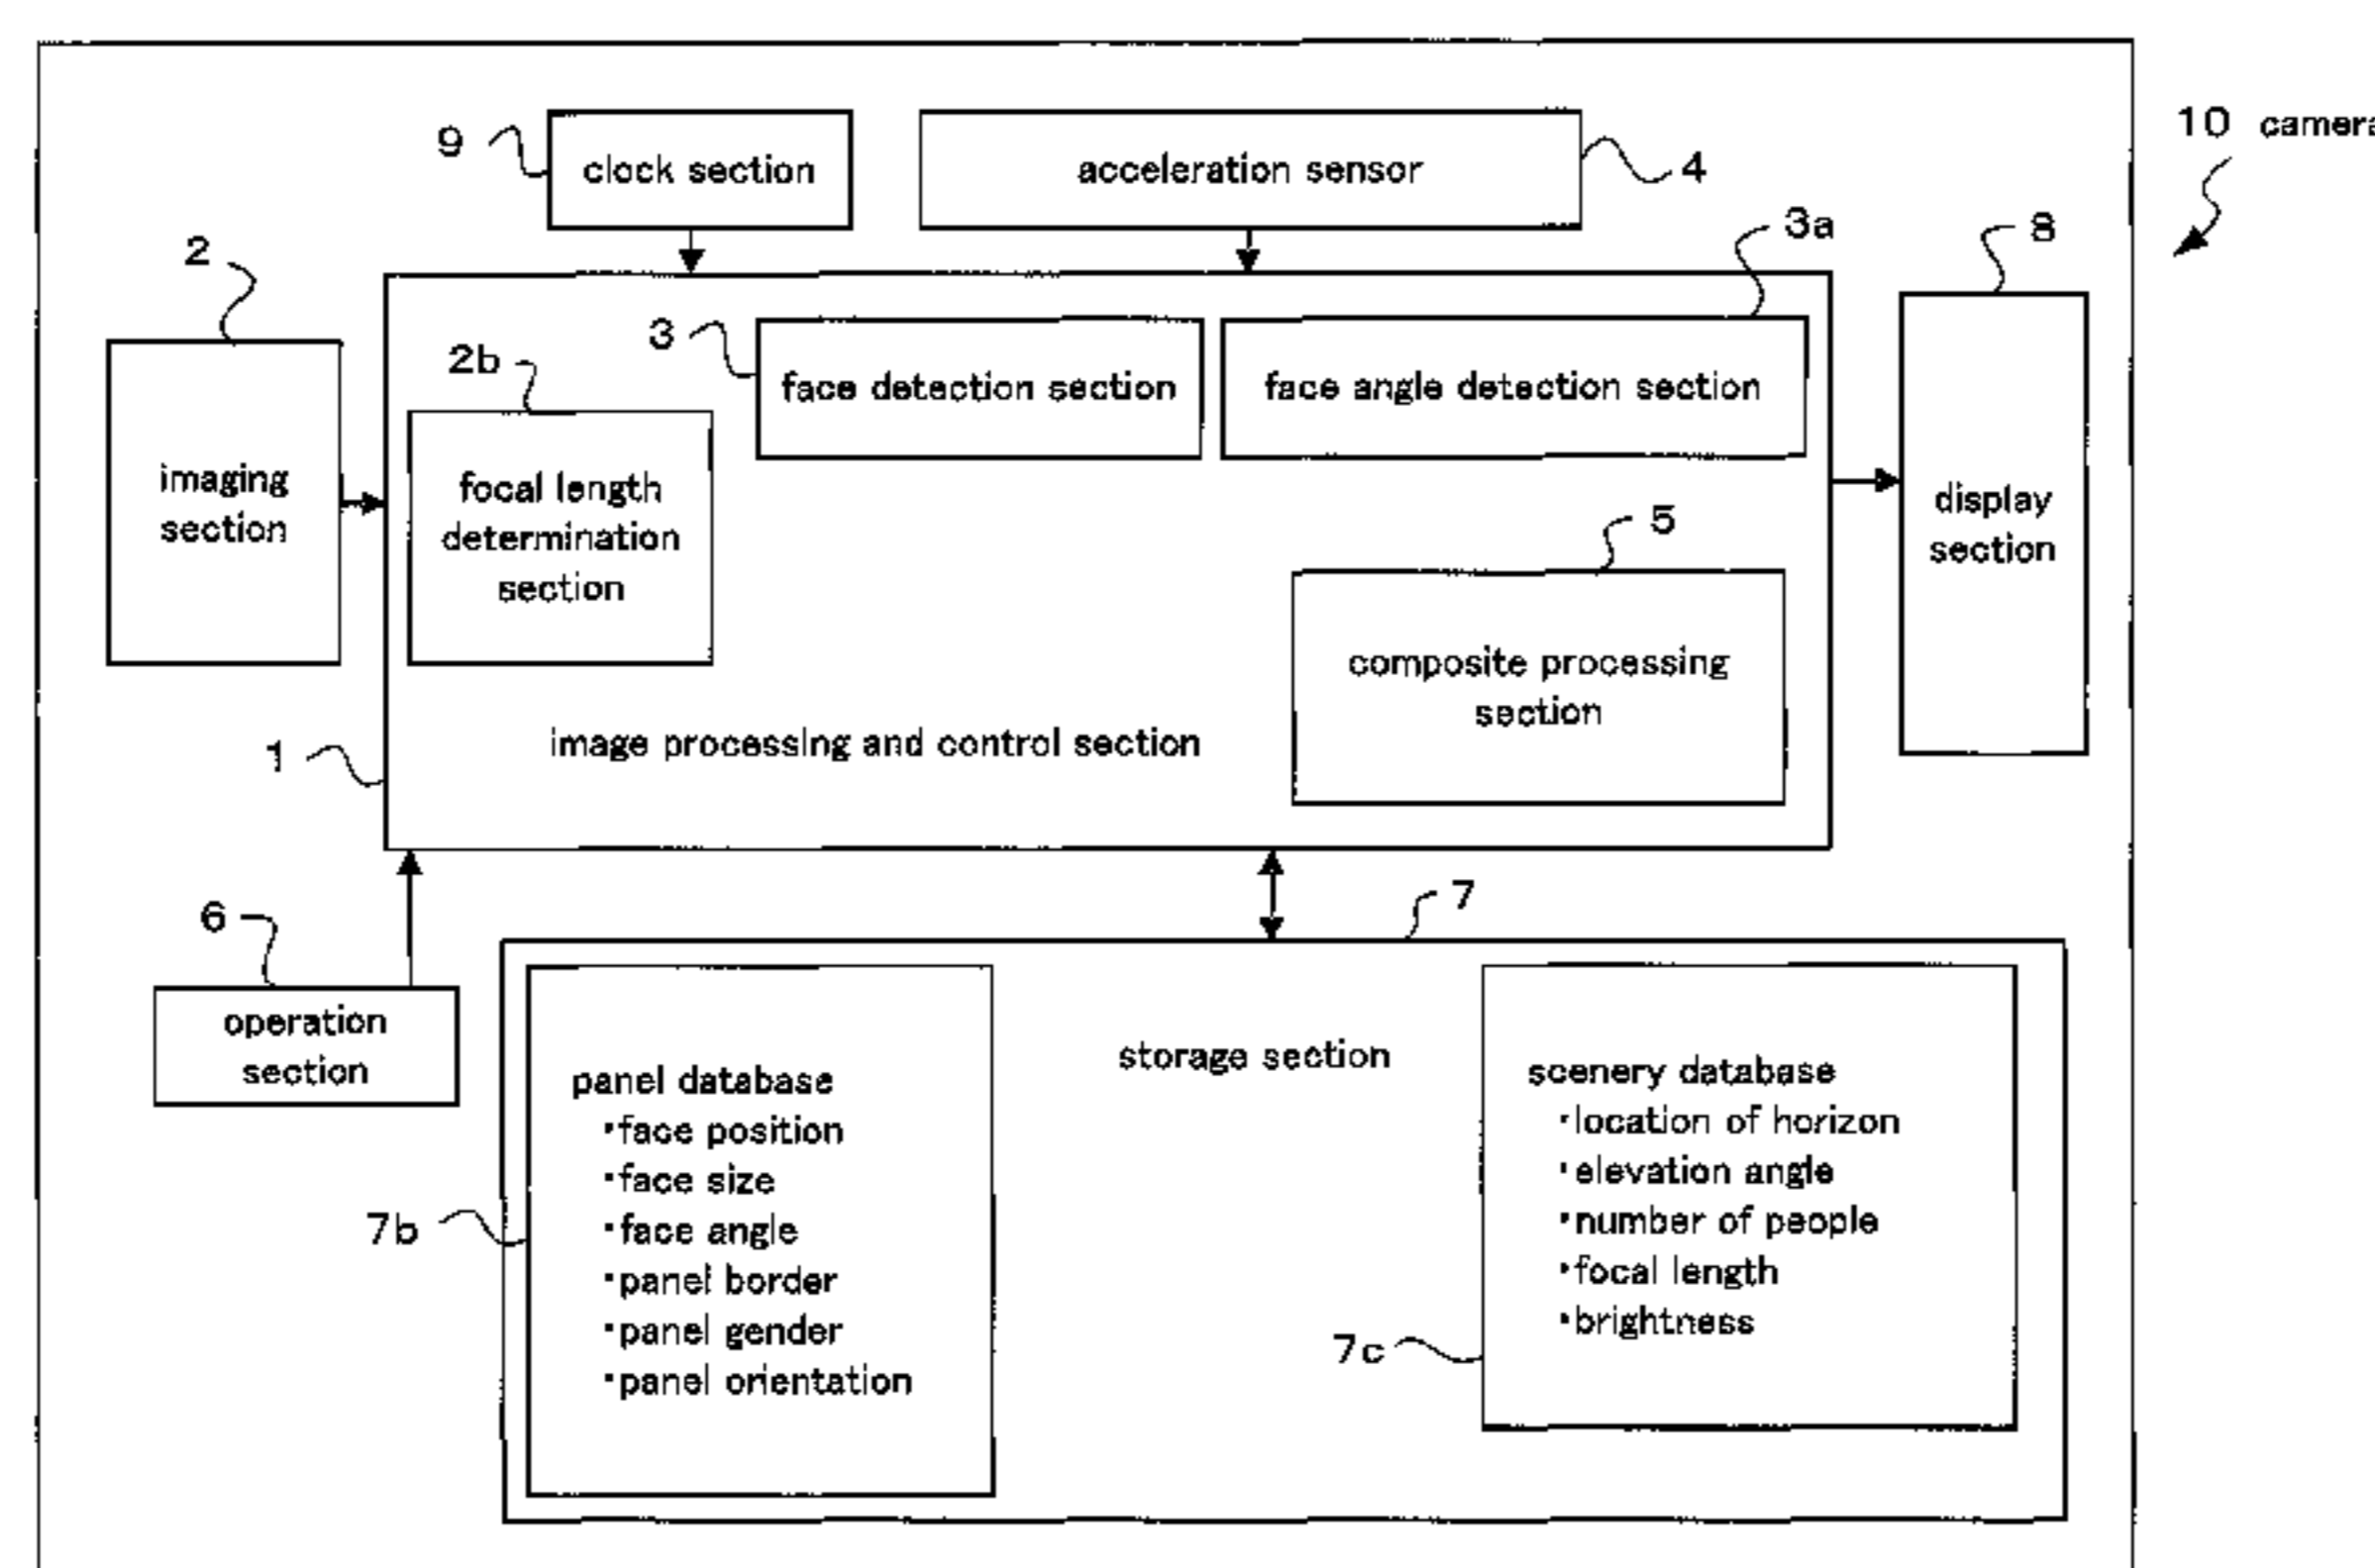 10 camera
9
clock section
acceleration sensor
4
3a
8
2
3
2b
face detection section
face angle detection section
imaging
section
focal length
determination
section
display
section
5
composite processing
section
1
image processing and control section
6
7
operation
section
storage section
panel database
・face position
・face size
・face angle
・panel border
・panel gender
・panel orientation
7b
scenery database
・location of horizon
・elevation angle
・number of people
・focal length
・brightness
7c